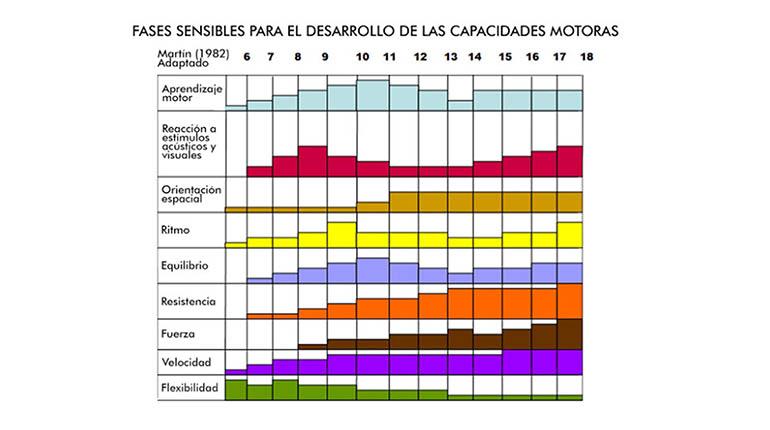 FASES SENSIBLES PARA EL DESARROLLO DE LAS CAPACIDADES MOTORAS
Martín (1982) 6 7 8 9 10 11 12 13 14 15 16 17 18
Adaptado
Aprendizaje
motor
Reacción a
estímulos
acústicos y
visuales
Orientación
espacial
Ritmo
Equilibrio
Resistencia
Fuerza
Velocidad
Flexibilidad